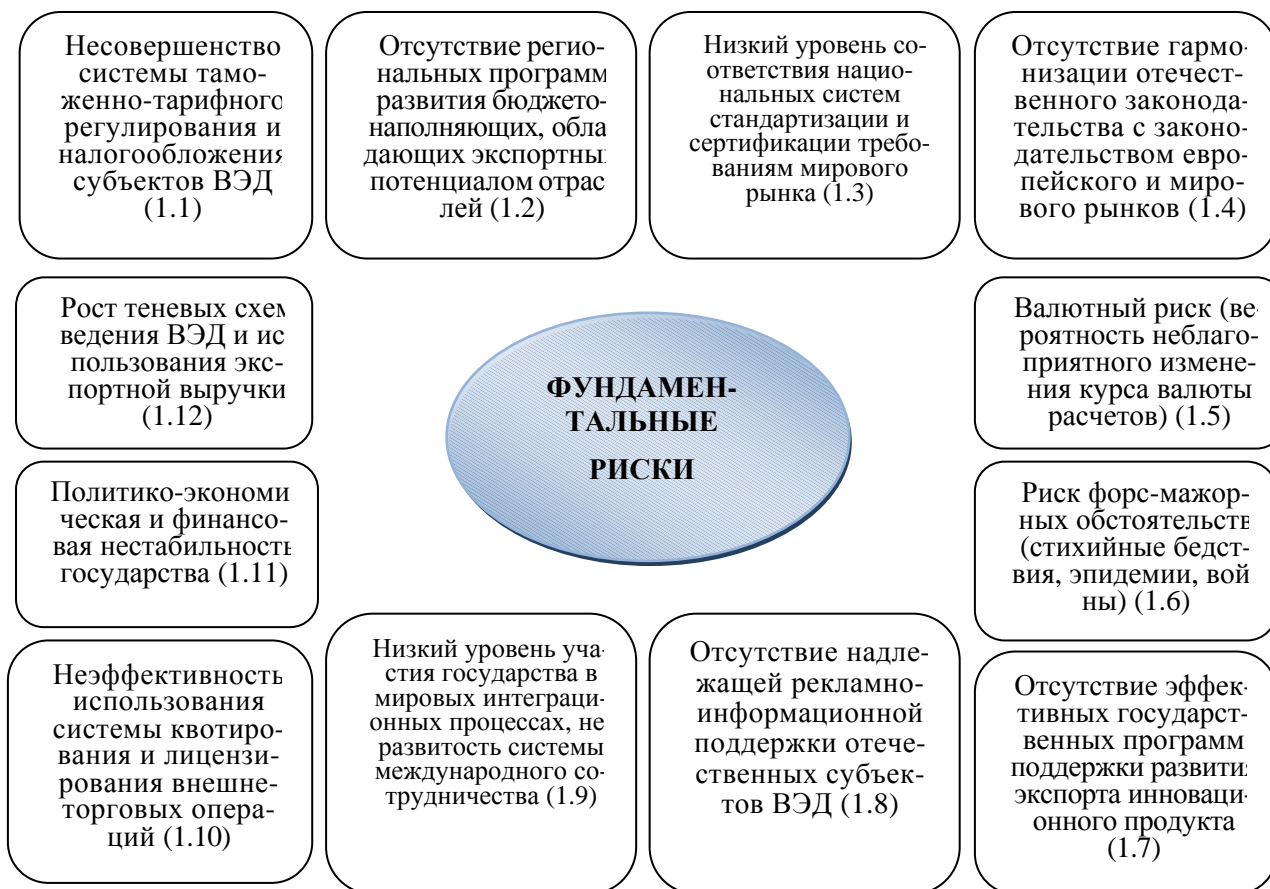 Несовершенство
системы тамо-
женно-тарифного
регулирования и
налогообложения
субъектов ВЭД
(1.1)
Отсутствие регио-
нальных программ
развития бюджето-
наполняющих, обла
дающих экспортны
потенциалом отрас
лей (1.2)
Низкий уровень со-
ответствия нацио-
нальных систем
стандартизации и
сертификации требо-
ваниям мирового
рынка (1.3)
Отсутствие гармо-
низации отечест-
венного законода-
тельства с законо-
дательством евро-
пейского и миро-
вого рынков (1.4)
Валютный риск (ве-
роятность неблаго-
приятного измене-
ния курса валюты
расчетов) (1.5)
Риск форс-мажор-
ных обстоятельств
(стихийные бедст-
вия, эпидемии, вой
ны) (1.6)
Отсутствие эффек-
тивных государст-
венных программ
поддержки развити
экспорта инноваци-
онного продукта
(1.7)
Отсутствие надле-
жащей рекламно-
информационной
поддержки отече-
ственных субъек-
тов ВЭД (1.8)
Низкий уровень уча-
стия государства в
мировых интеграци-
онных процессах, не
развитость системы
международного со-
трудничества (1.9)
Неэффективность
использования
системы квотиро-
вания и лицензи-
рования внешне-
торговых опера-
ций (1.10)
Политико-экономи
ческая и финансо-
вая нестабильность
государства (1.11)
Рост теневых схем
ведения ВЭД и ис
пользования экс-
портной выручки
(1.12)
ФУНДАМЕН-
ТАЛЬНЫЕ
РИСКИ